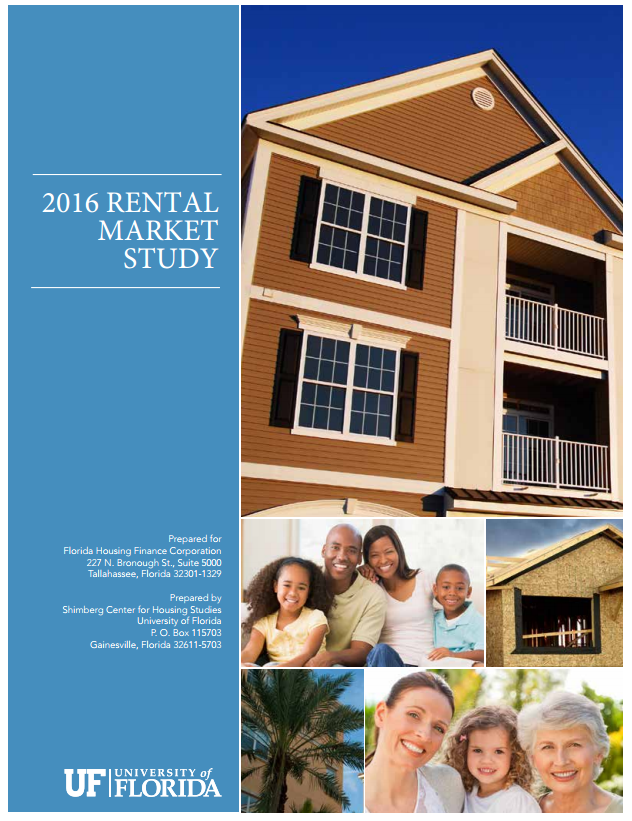 2016 RENTAL
MARKET
STUDY
Prepared for
Florida Housing Finance Corporation
227 N. Bronough St., Suite 5000
Tallahassee, Florida 32301-1329
Prepared by
Shimberg Center for Housing Studies
University of Florida
P. O. Box 115703
Gainesville, Florida 32611-5703
UF UNIVERSITY of
FLORIDA